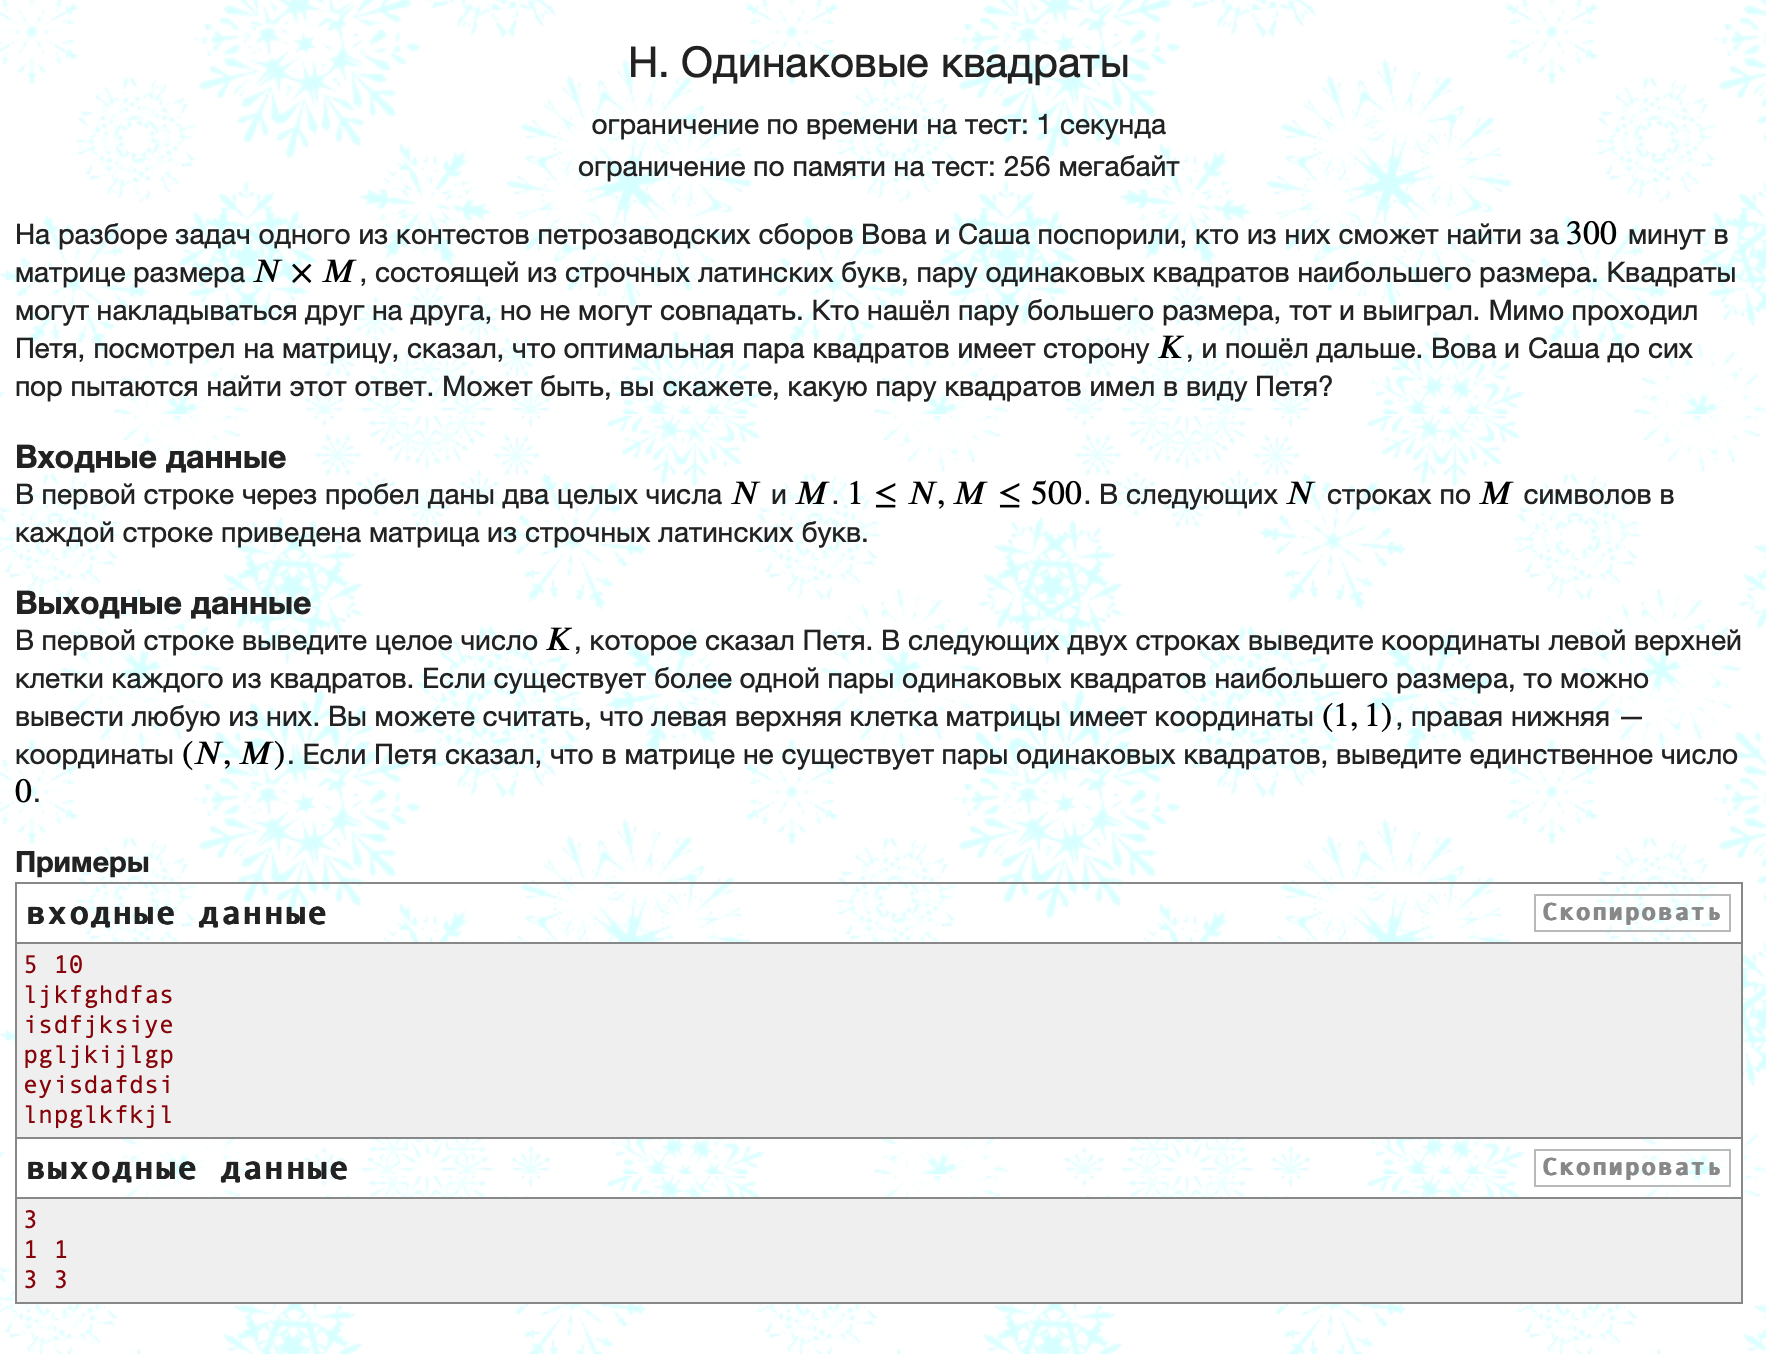 H. Одинаковые квадраты
ограничение по времени на тест: 1 секунда
ограничение по памяти на тест: 256 мегабайт
На разборе задач одного из контестов петрозаводских сборов Вова и Саша поспорили, кто из них сможет найти за 300 минут в
матрице размера N × M, состоящей из строчных латинских букв, пару одинаковых квадратов наибольшего размера. Квадраты
могут накладываться друг на друга, но не могут совпадать. Кто нашёл пару большего размера, тот и выиграл. Мимо проходил
Петя, посмотрел на матрицу, сказал, что оптимальная пара квадратов имеет сторону K, и пошёл дальше. Вова и Саша до сих
пор пытаются найти этот ответ. Может быть, вы скажете, какую пару квадратов имел в виду Петя?
Входные данные
В первой строке через пробел даны два целых числа N и M. 1 ≤ N, M ≤ 500. В следующих N строках по M символов в
каждой строке приведена матрица из строчных латинских букв.
Выходные данные
В первой строке выведите целое число K, которое сказал Петя. В следующих двух строках выведите координаты левой верхней
клетки каждого из квадратов. Если существует более одной пары одинаковых квадратов наибольшего размера, то можно
вывести любую из них. Вы можете считать, что левая верхняя клетка матрицы имеет координаты (1, 1), правая нижняя —
координаты (N, M). Если Петя сказал, что в матрице не существует пары одинаковых квадратов, выведите единственное число
0.
Примеры
входные данные
Скопировать
5 10
ljkfghdfas
isdfjksiye
pgljkijlgp
eyisdafdsi
lnpglkfkjl
выходные данные
Скопировать
3
1 1
3 3